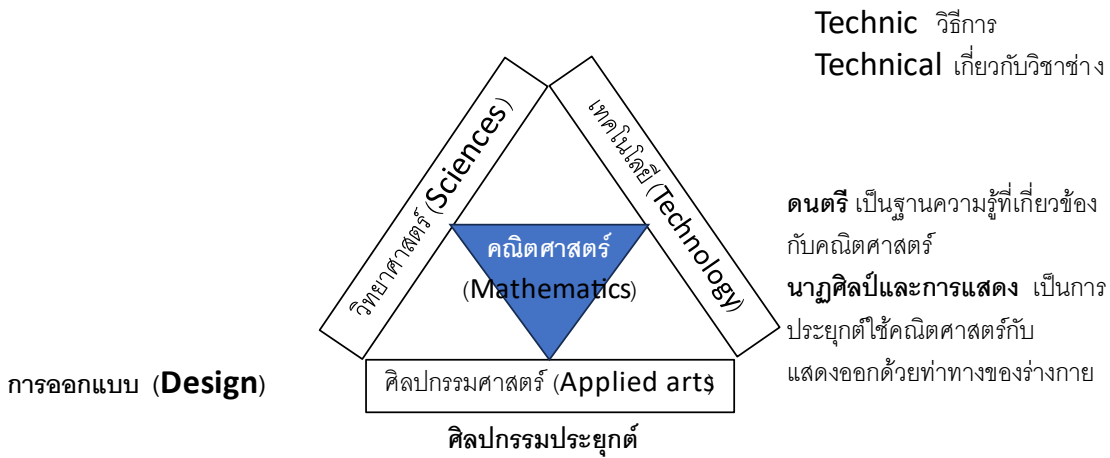 Technic วิธีการ
Technical เกี่ยวกับวิชาช่าง
วิทยาศาสตร์ (Sciences)
เทคโนโลยี (Technology)
คณิตศาสตร์
(Mathematics)
ดนตรี เป็นฐานความรู้ที่เกี่ยวข้อง
กับคณิตศาสตร์
นาฏศิลป์และการแสดง เป็นการ
ประยุกต์ใช้คณิตศาสตร์กับ
แสดงออกด้วยท่าทางของร่างกาย
การออกแบบ (Design)
ศิลปกรรมศาสตร์ (Applied arts)
ศิลปกรรมประยุกต์